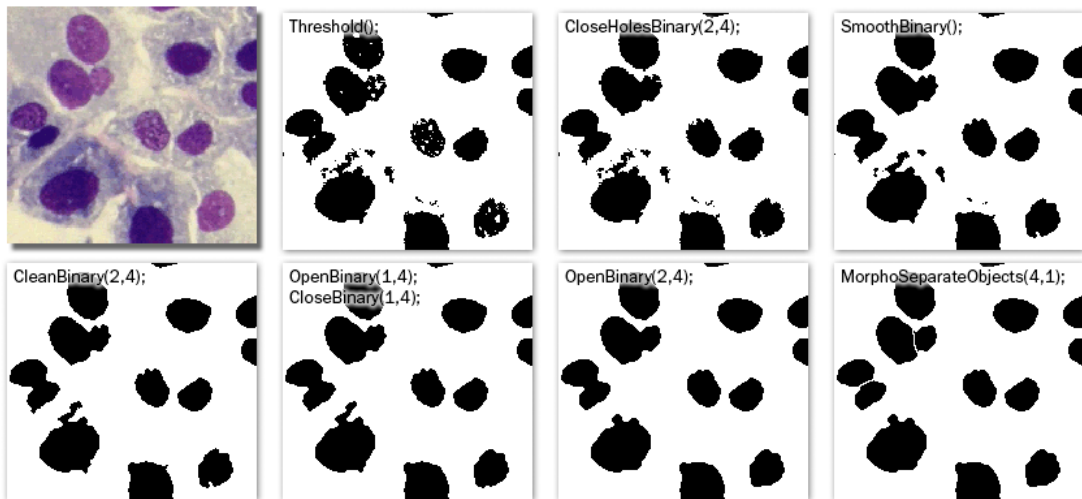 Threshold();
CloseHolesBinary(2,4);
SmoothBinary();
CleanBinary(2,4);
OpenBinary(1,4);
CloseBinary(1,4);
OpenBinary(2,4);
MorphoSeparateObjects(4,1);